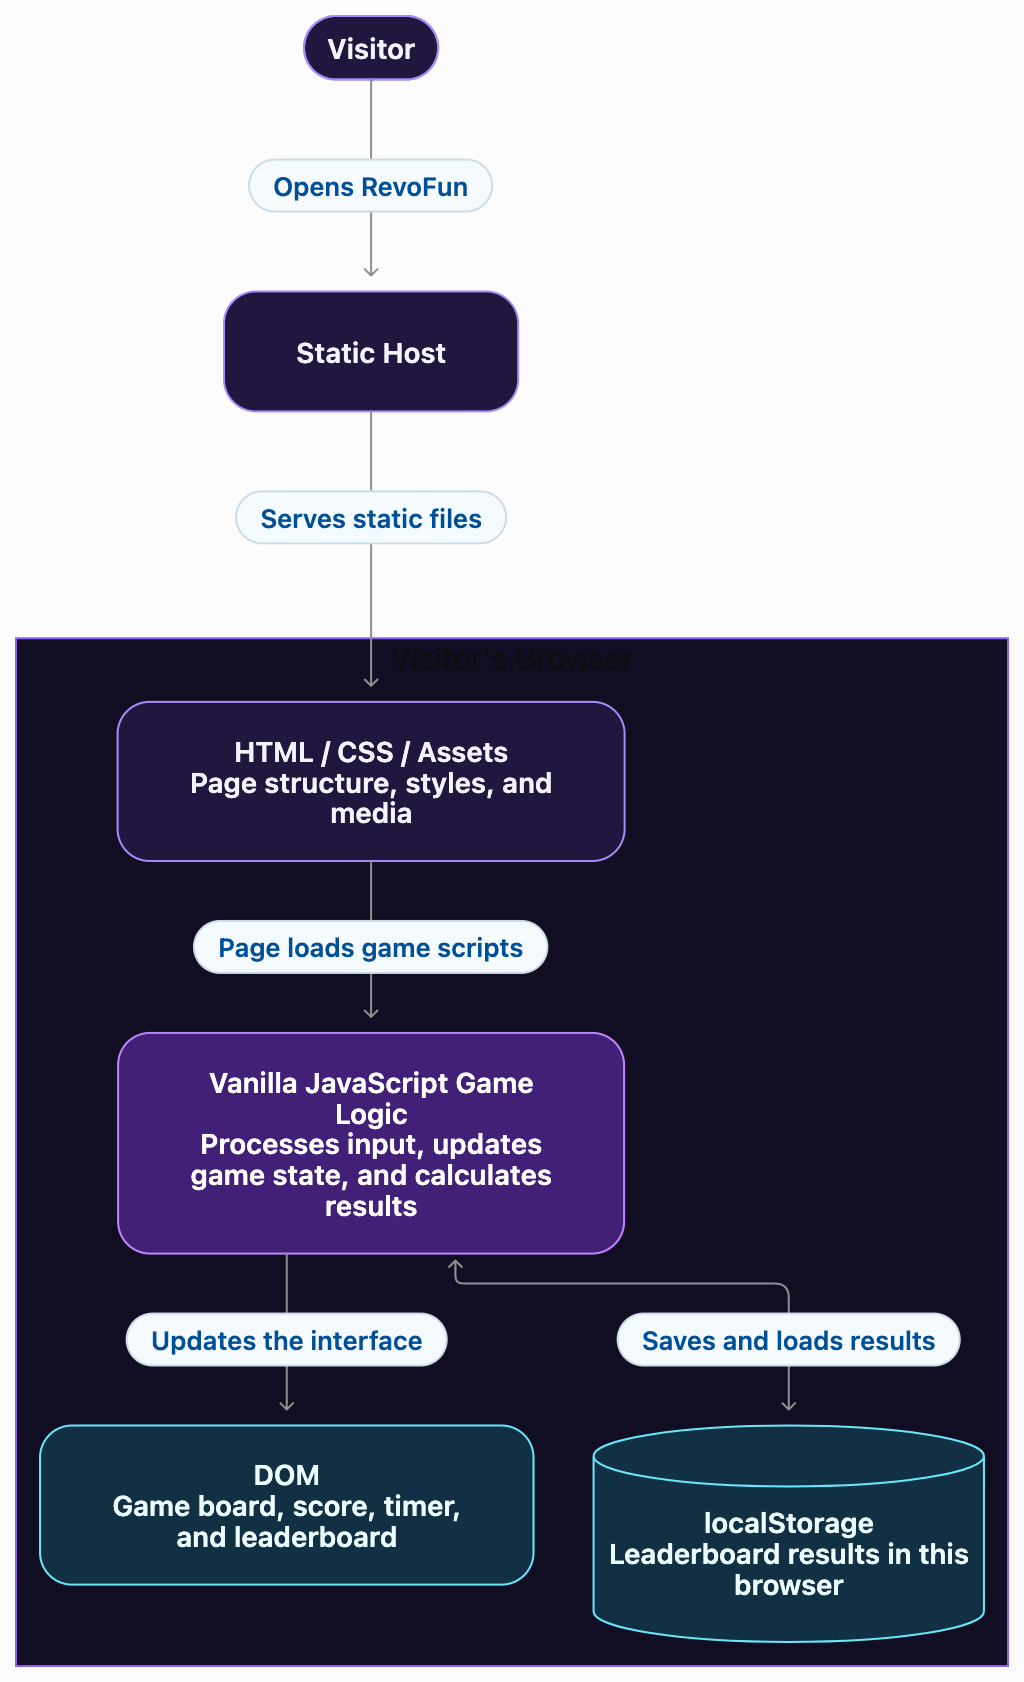 Visitor
Opens RevoFun
Static Host
Serves static files
Visitor's Browser
HTML / CSS / Assets
Page structure, styles, and
media
Page loads game scripts
Vanilla JavaScript Game
Logic
Processes input, updates
game state, and calculates
results
Updates the interface
Saves and loads results
DOM
Game board, score, timer,
and leaderboard
localStorage
Leaderboard results in this
browser